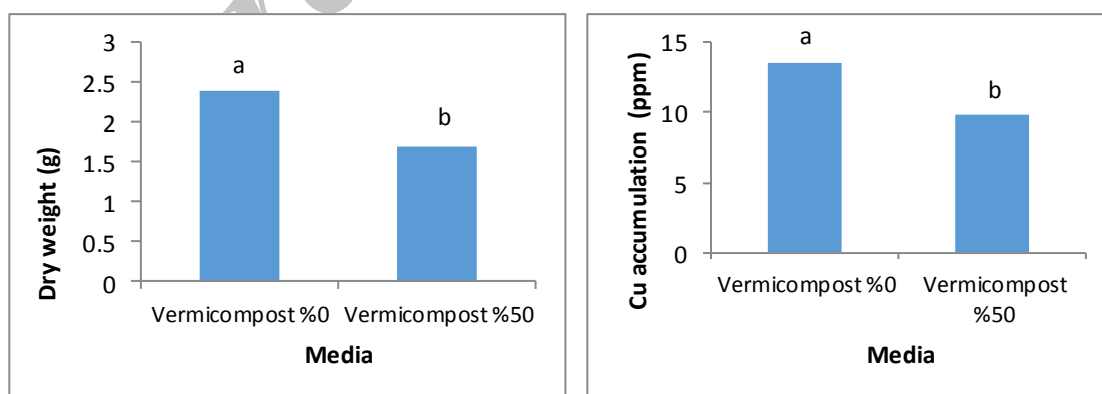 3
2.5
2
1.5
1
0.5
0
a
b
Dry weight (g)
Vermicompost %0 Vermicompost %50
Media
15
10
5
0
a
b
Cu accumulation (ppm)
Vermicompost %0 Vermicompost
%50
Media